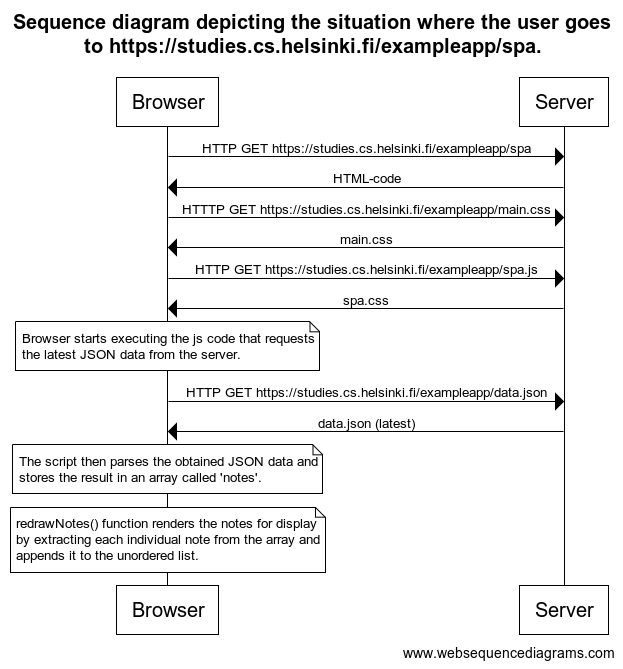 Sequence diagram depicting the situation where the user goes
to https://studies.cs.helsinki.fi/exampleapp/spa.
Browser
Server
HTTP GET https://studies.cs.helsinki.fi/exampleapp/spa
HTML-code
HTTTP GET https://studies.cs.helsinki.fi/exampleapp/main.css
main.css
HTTP GET https://studies.cs.helsinki.fi/exampleapp/spa.js
spa.css
Browser starts executing the js code that requests
the latest JSON data from the server.
HTTP GET https://studies.cs.helsinki.fi/exampleapp/data.json
data.json (latest)
The script then parses the obtained JSON data and
stores the result in an array called 'notes'.
redrawNotes() function renders the notes for display
by extracting each individual note from the array and
appends it to the unordered list.
Browser
Server
www.websequencediagrams.com